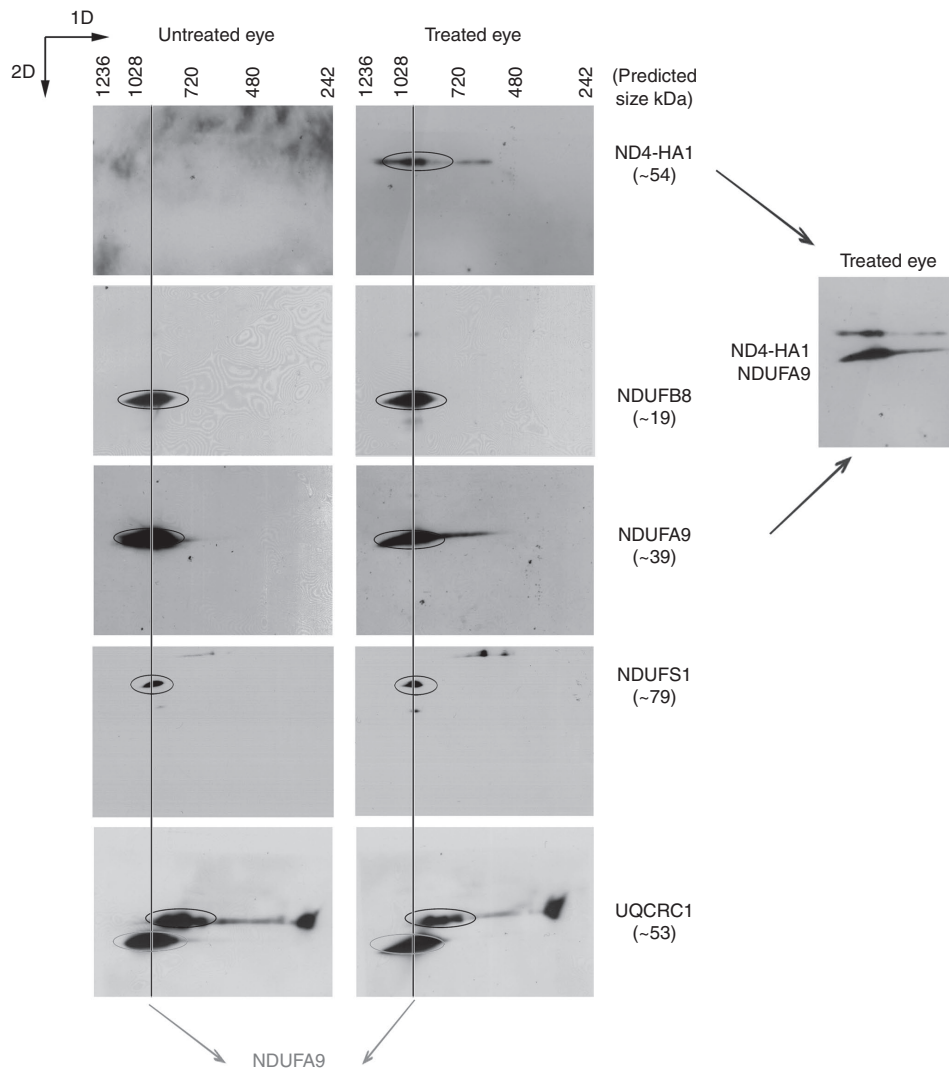 1D
2D
Untreated eye
Treated eye
1236
1028
720
480
242
1236
1028
720
480
242
(Predicted
size kDa)
ND4-HA1
(~54)
NDUFB8
(~19)
NDUFA9
(~39)
NDUFS1
(~79)
UQCRC1
(~53)
Treated eye
ND4-HA1
NDUFA9
NDUFA9